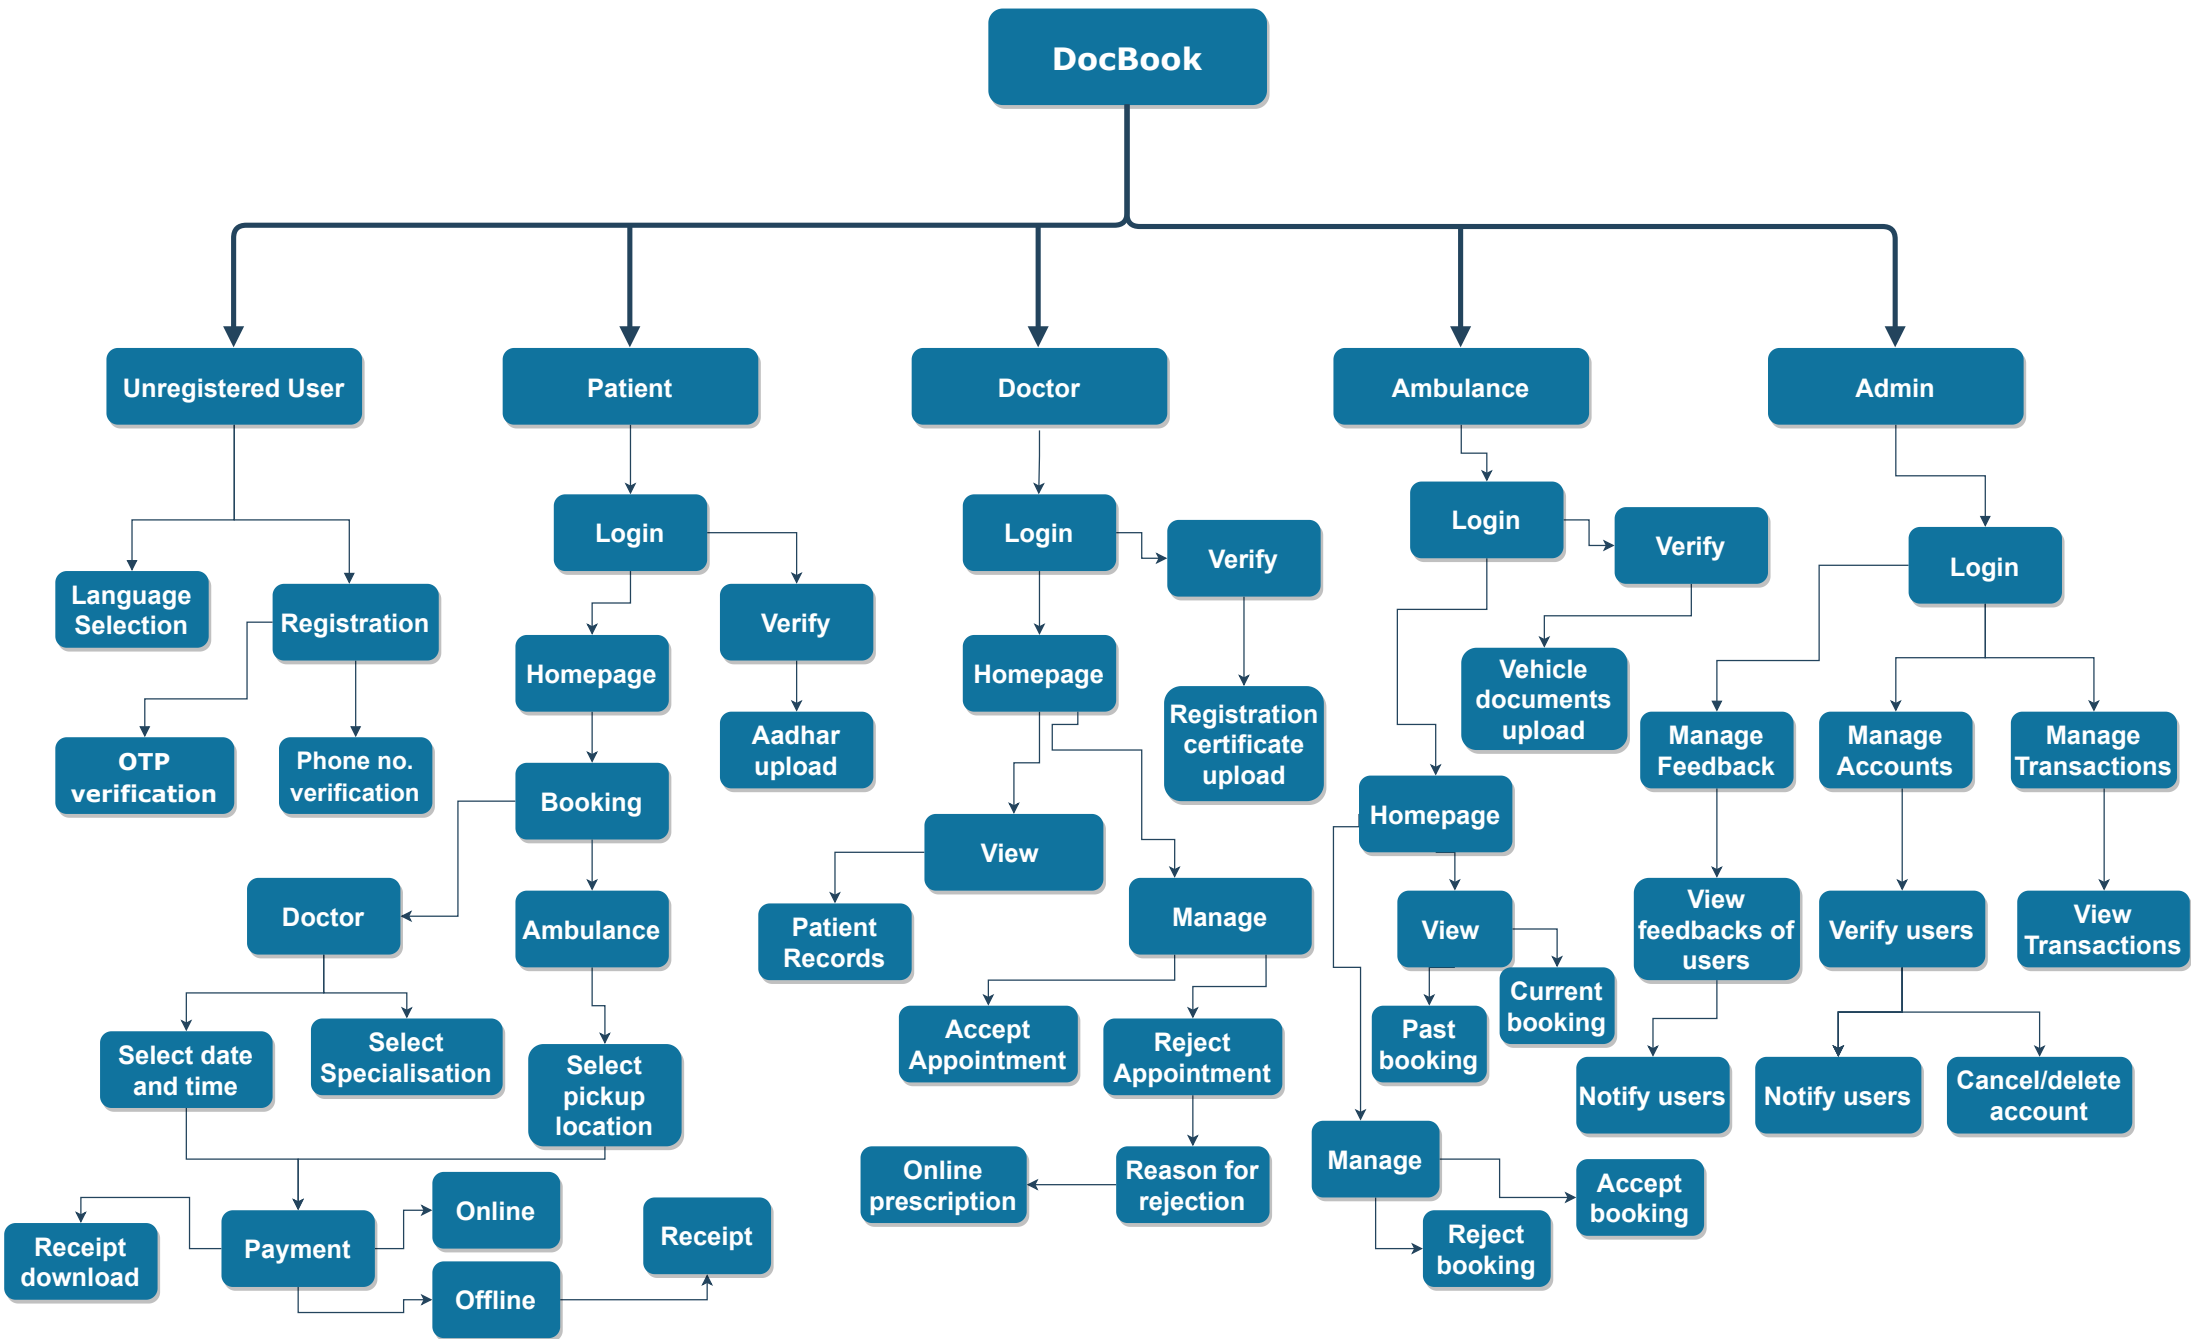 DocBook
Unregistered User
Patient
Doctor
Ambulance
Admin
Language
Selection
Registration
OTP
verification
Phone no.
verification
Login
Verify
Homepage
Aadhar
upload
Booking
Doctor
Ambulance
Select date
and time
Select
Specialisation
Select
pickup
location
Payment
Receipt
download
Online
Offline
Receipt
Login
Verify
Homepage
Registration
certificate
upload
View
Patient
Records
Manage
Accept
Appointment
Reject
Appointment
Reason for
rejection
Online
prescription
Login
Verify
Vehicle
documents
upload
Homepage
View
Current
booking
Past
booking
Manage
Accept
booking
Reject
booking
Login
Manage
Feedback
Manage
Accounts
Manage
Transactions
View
feedbacks of
users
Verify users
View
Transactions
Notify users
Notify users
Cancel/delete
account